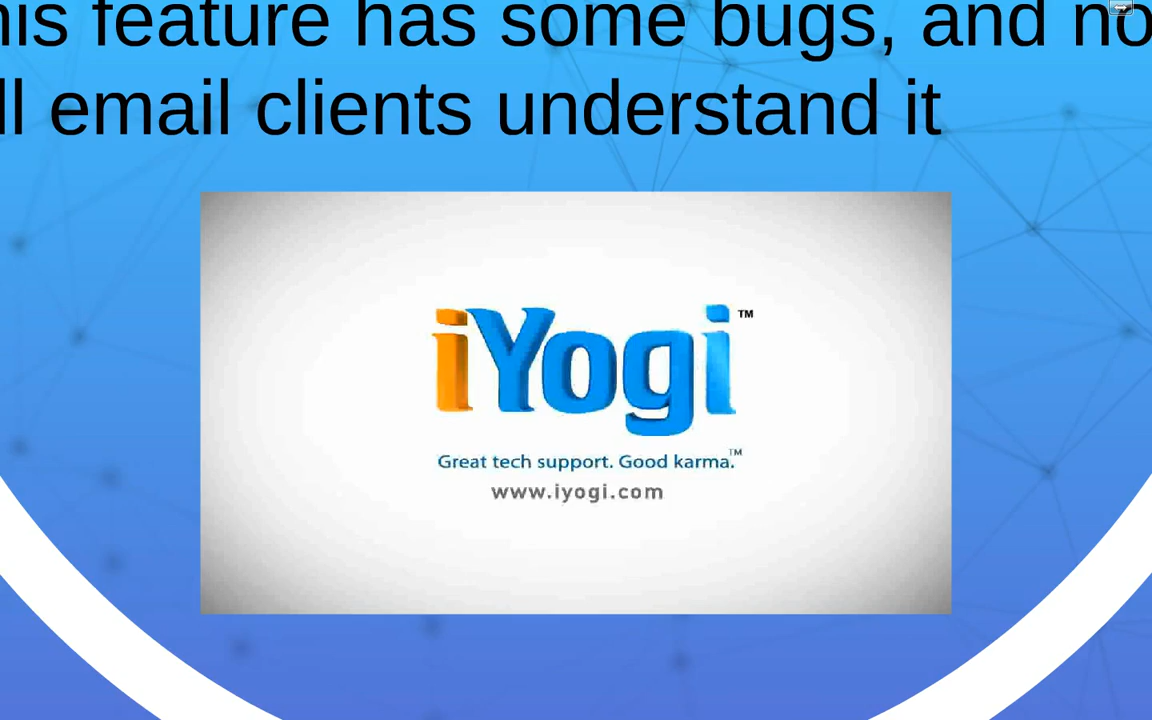 his feature has some bugs, and no
ll email clients understand it
iYogi™
Great tech support. Good karma.™
www.iyogi.com